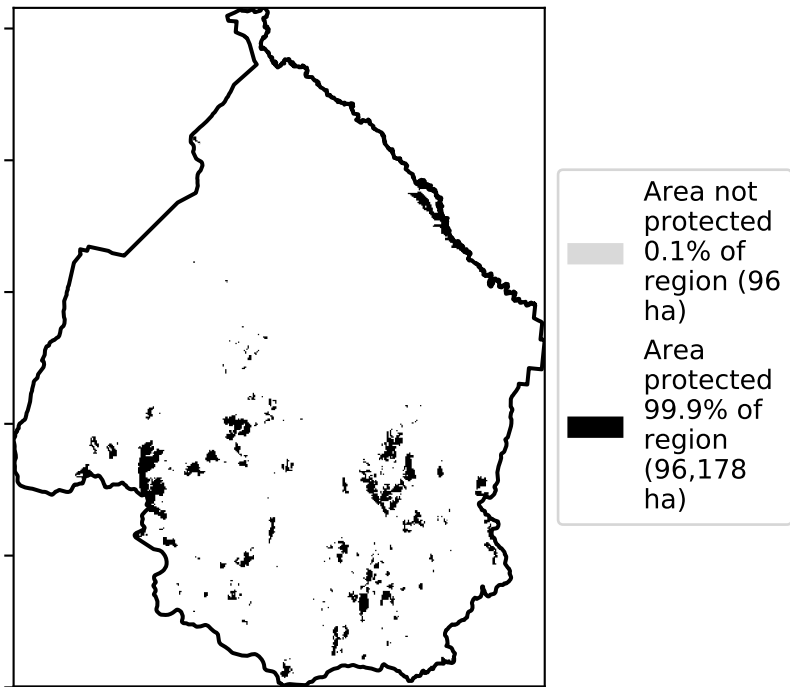 Area not
protected
0.1% of
region (96
ha)
Area
protected
99.9% of
region
(96,178
ha)